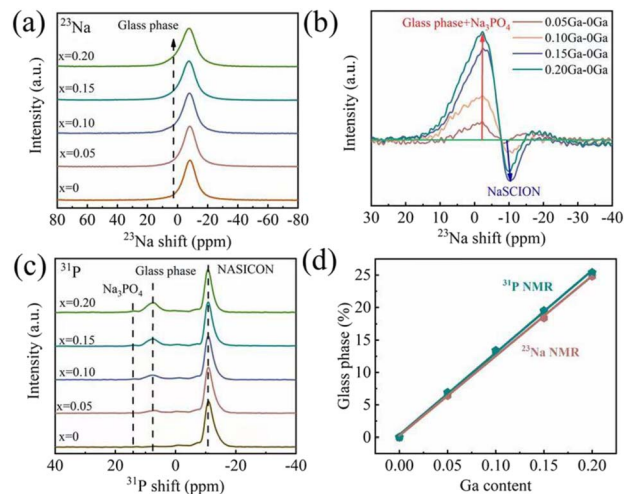 (a)
²³Na
Glass phase
x=0.20
x=0.15
x=0.10
x=0.05
x=0
Intensity (a.u.)
80 60 40 20 0 -20 -40 -60 -80
²³Na shift (ppm)
(b)
Glass phase+Na₃PO₄
0.05Ga-0Ga
0.10Ga-0Ga
0.15Ga-0Ga
0.20Ga-0Ga
NaSCION
Intensity (a.u.)
30 20 10 0 -10 -20 -30 -40
²³Na shift (ppm)
(c)
³¹P
Na₃PO₄
Glass phase
NASICON
x=0.20
x=0.15
x=0.10
x=0.05
x=0
Intensity (a.u.)
40 20 0 -20 -40
³¹P shift (ppm)
(d)
³¹P NMR
²³Na NMR
Glass phase (%)
25
20
15
10
5
0
0.00 0.05 0.10 0.15 0.20
Ga content